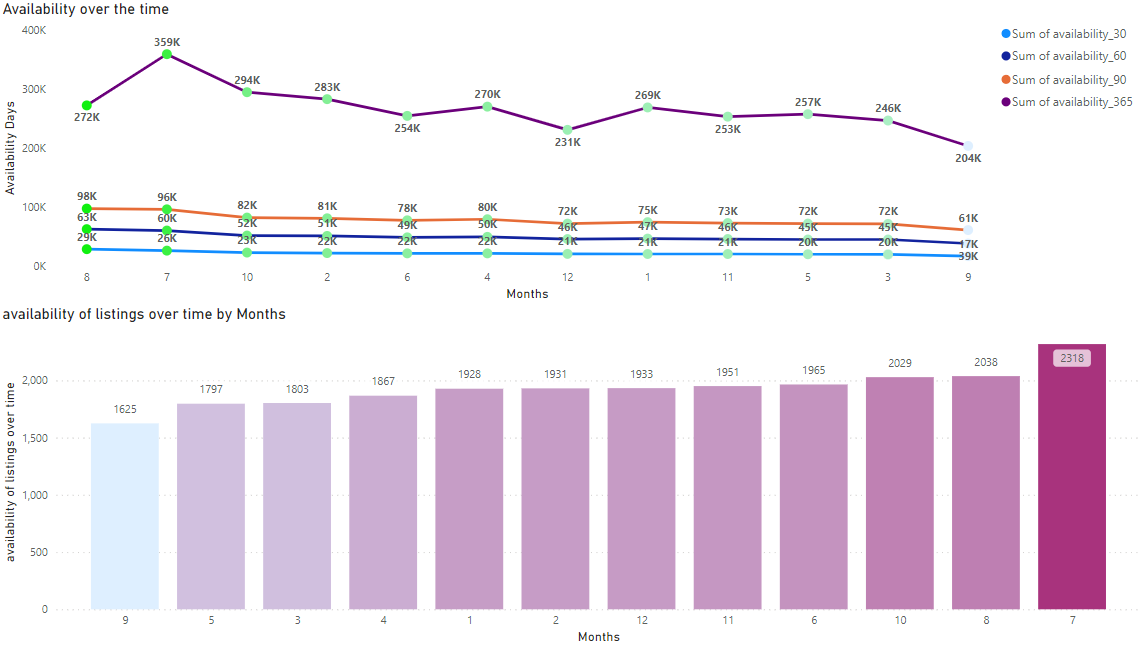 Availability over the time
400K
300K
200K
100K
0K
Availability Days
272K
359K
294K
283K
254K
270K
231K
269K
253K
257K
246K
204K
98K
96K
82K
81K
78K
80K
72K
75K
73K
72K
72K
61K
63K
60K
52K
51K
49K
50K
46K
47K
46K
45K
45K
17K
39K
29K
26K
23K
22K
22K
22K
21K
21K
21K
20K
20K
8 7 10 2 6 4 12 1 11 5 3 9
Months
Sum of availability_30
Sum of availability_60
Sum of availability_90
Sum of availability_365
availability of listings over time by Months
2,000
1,500
1,000
500
0
availability of listings over time
1625
1797
1803
1867
1928
1931
1933
1951
1965
2029
2038
2318
9 5 3 4 1 2 12 11 6 10 8 7
Months